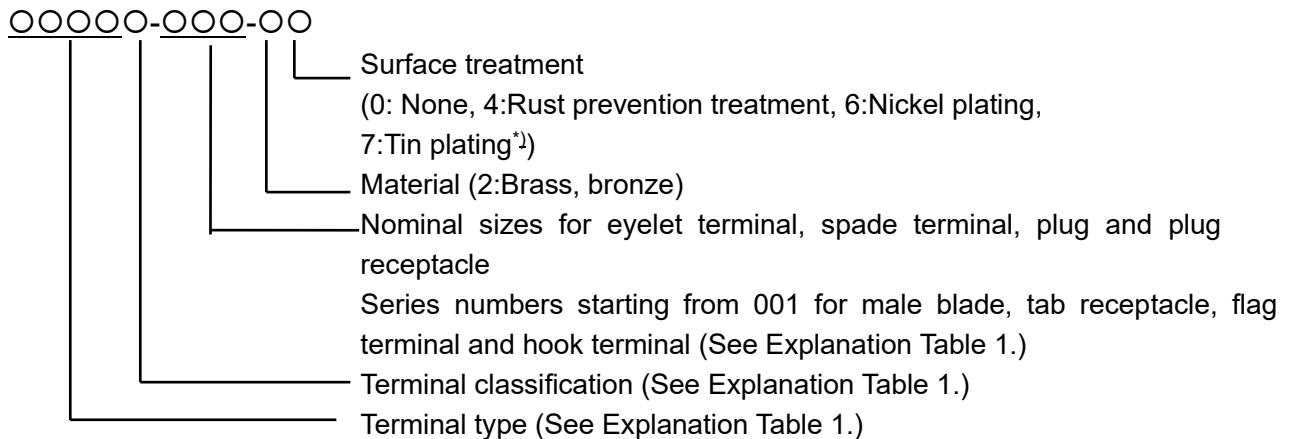 ○○○○○-○○○-○○
Surface treatment
(0: None, 4:Rust prevention treatment, 6:Nickel plating,
7:Tin plating*))
Material (2:Brass, bronze)
Nominal sizes for eyelet terminal, spade terminal, plug and plug
receptacle
Series numbers starting from 001 for male blade, tab receptacle, flag
terminal and hook terminal (See Explanation Table 1.)
Terminal classification (See Explanation Table 1.)
Terminal type (See Explanation Table 1.)